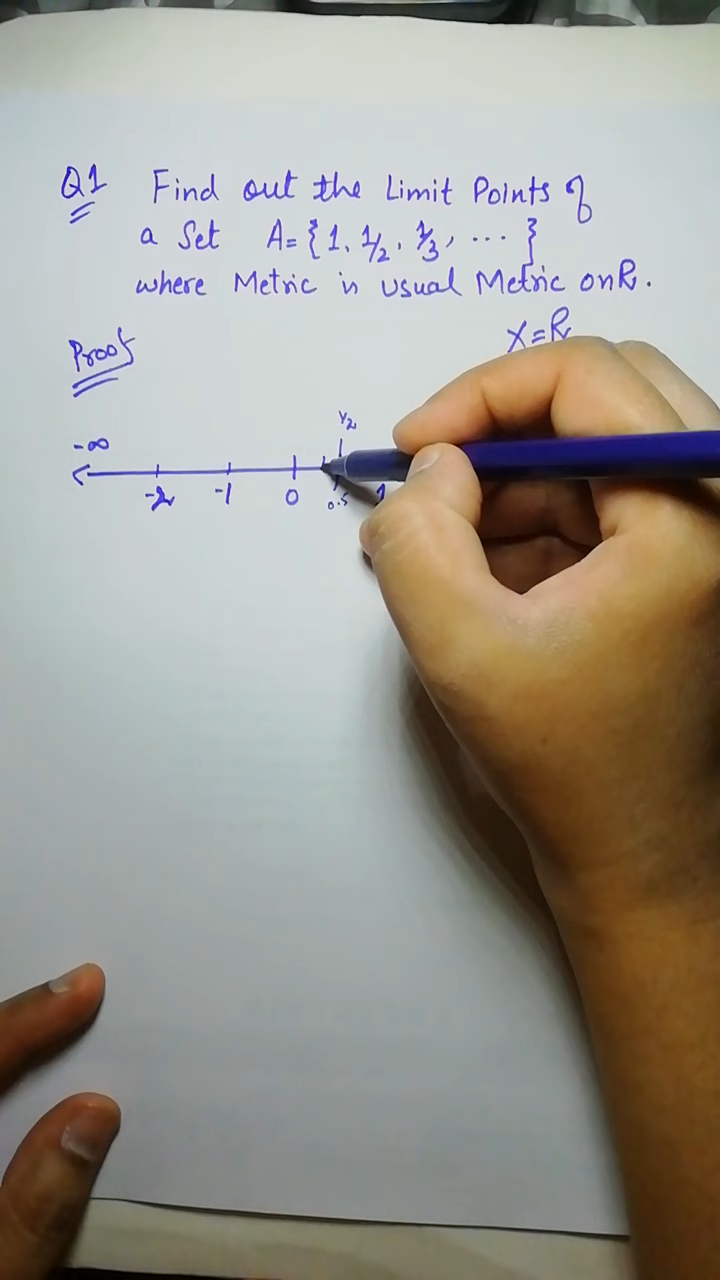 Q1 Find out the Limit Points of
a Set A = {1, 1/2, 1/3, ... }
where Metric is usual Metric on R.
Proof
X = R
1/2
-∞
-2 -1 0 0.5 1